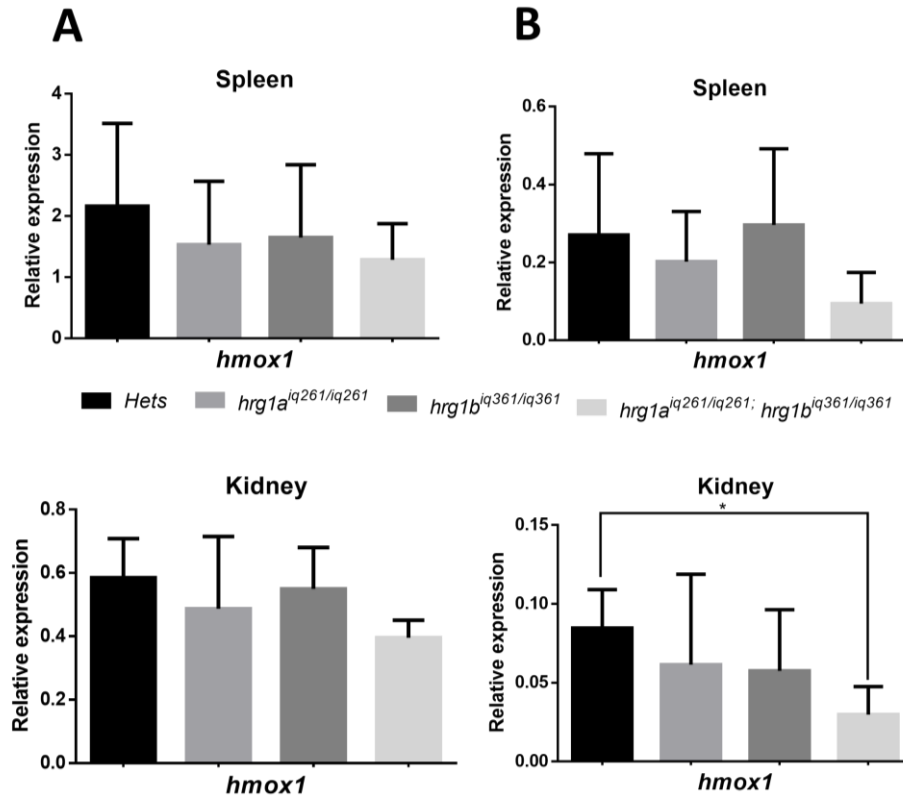 A
Spleen
Relative expression
4
3
2
1
0
hmox1
B
Spleen
Relative expression
0.6
0.4
0.2
0.0
hmox1
Hets hrg1a^iq261/iq261 hrg1b^iq361/iq361 hrg1a^iq261/iq261; hrg1b^iq361/iq361
Kidney
Relative expression
0.8
0.6
0.4
0.2
0.0
hmox1
Kidney
*
Relative expression
0.15
0.10
0.05
0.00
hmox1